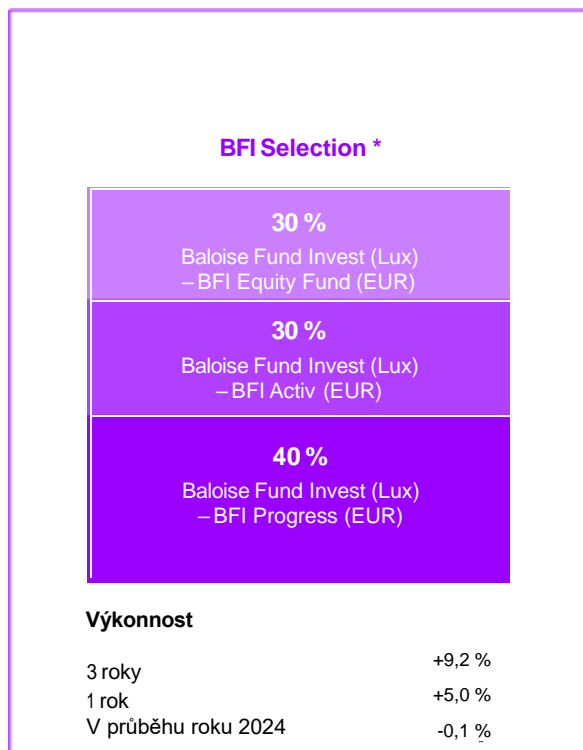 BFI Selection *
30 %
Baloise Fund Invest (Lux)
– BFI Equity Fund (EUR)
30 %
Baloise Fund Invest (Lux)
– BFI Activ (EUR)
40 %
Baloise Fund Invest (Lux)
– BFI Progress (EUR)
Výkonnost
3 roky +9,2 %
1 rok +5,0 %
V průběhu roku 2024 -0,1 %